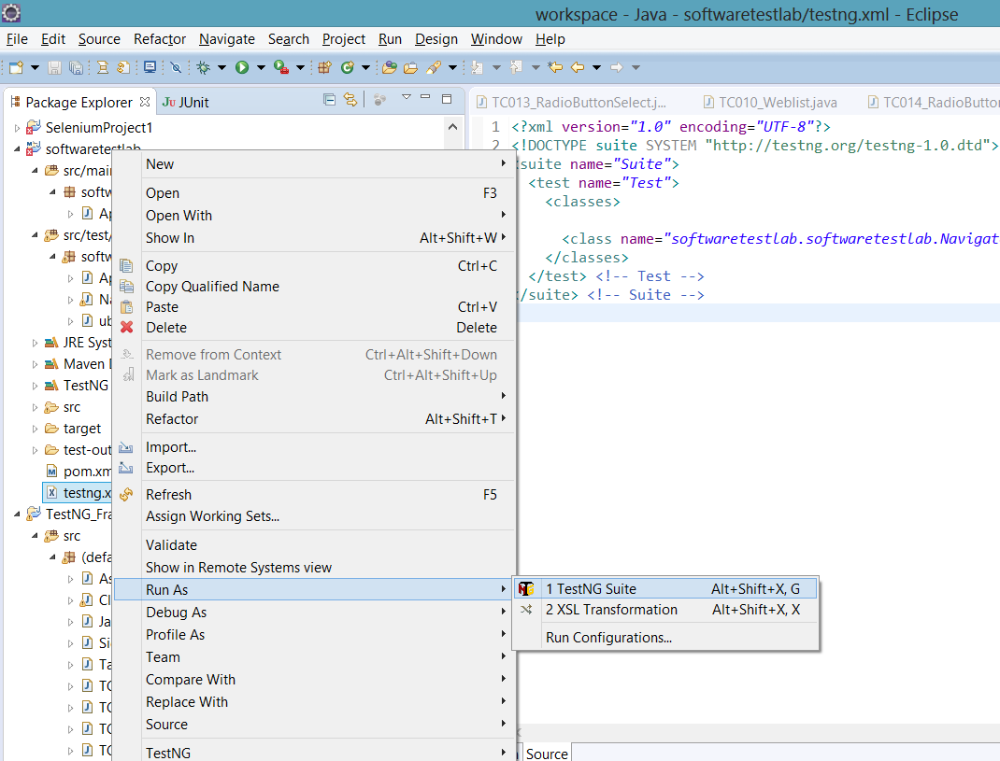 workspace - Java - softwaretestlab/testng.xml - Eclipse
File Edit Source Refactor Navigate Search Project Run Design Window Help
Package Explorer JUnit
TC013_RadioButtonSelect.j... TC010_Weblist.java TC014_RadioButton
SeleniumProject1
softwaretestlab
src/mai
softw
Ap
src/test/
softw
Ap
Na
ub
JRE Syst
Maven
TestNG
src
target
test-out
pom.xm
testng.x
TestNG_Fra
src
(defa
As
Cl
Ja
Si
Ta
TC
TC
TC
TC
New
Open F3
Open With
Show In Alt+Shift+W
Copy Ctrl+C
Copy Qualified Name
Paste Ctrl+V
Delete Delete
Remove from Context Ctrl+Alt+Shift+Down
Mark as Landmark Ctrl+Alt+Shift+Up
Build Path
Refactor Alt+Shift+T
Import...
Export...
Refresh F5
Assign Working Sets...
Validate
Show in Remote Systems view
Run As
Debug As
Profile As
Team
Compare With
Replace With
Source
TestNG
1 TestNG Suite Alt+Shift+X, G
2 XSL Transformation Alt+Shift+X, X
Run Configurations...
1 <?xml version="1.0" encoding="UTF-8"?>
2 <!DOCTYPE suite SYSTEM "http://testng.org/testng-1.0.dtd">
suite name="Suite">
<test name="Test">
<classes>
<class name="softwaretestlab.softwaretestlab.Navigat
</classes>
</test> <!-- Test -->
/suite> <!-- Suite -->
Source